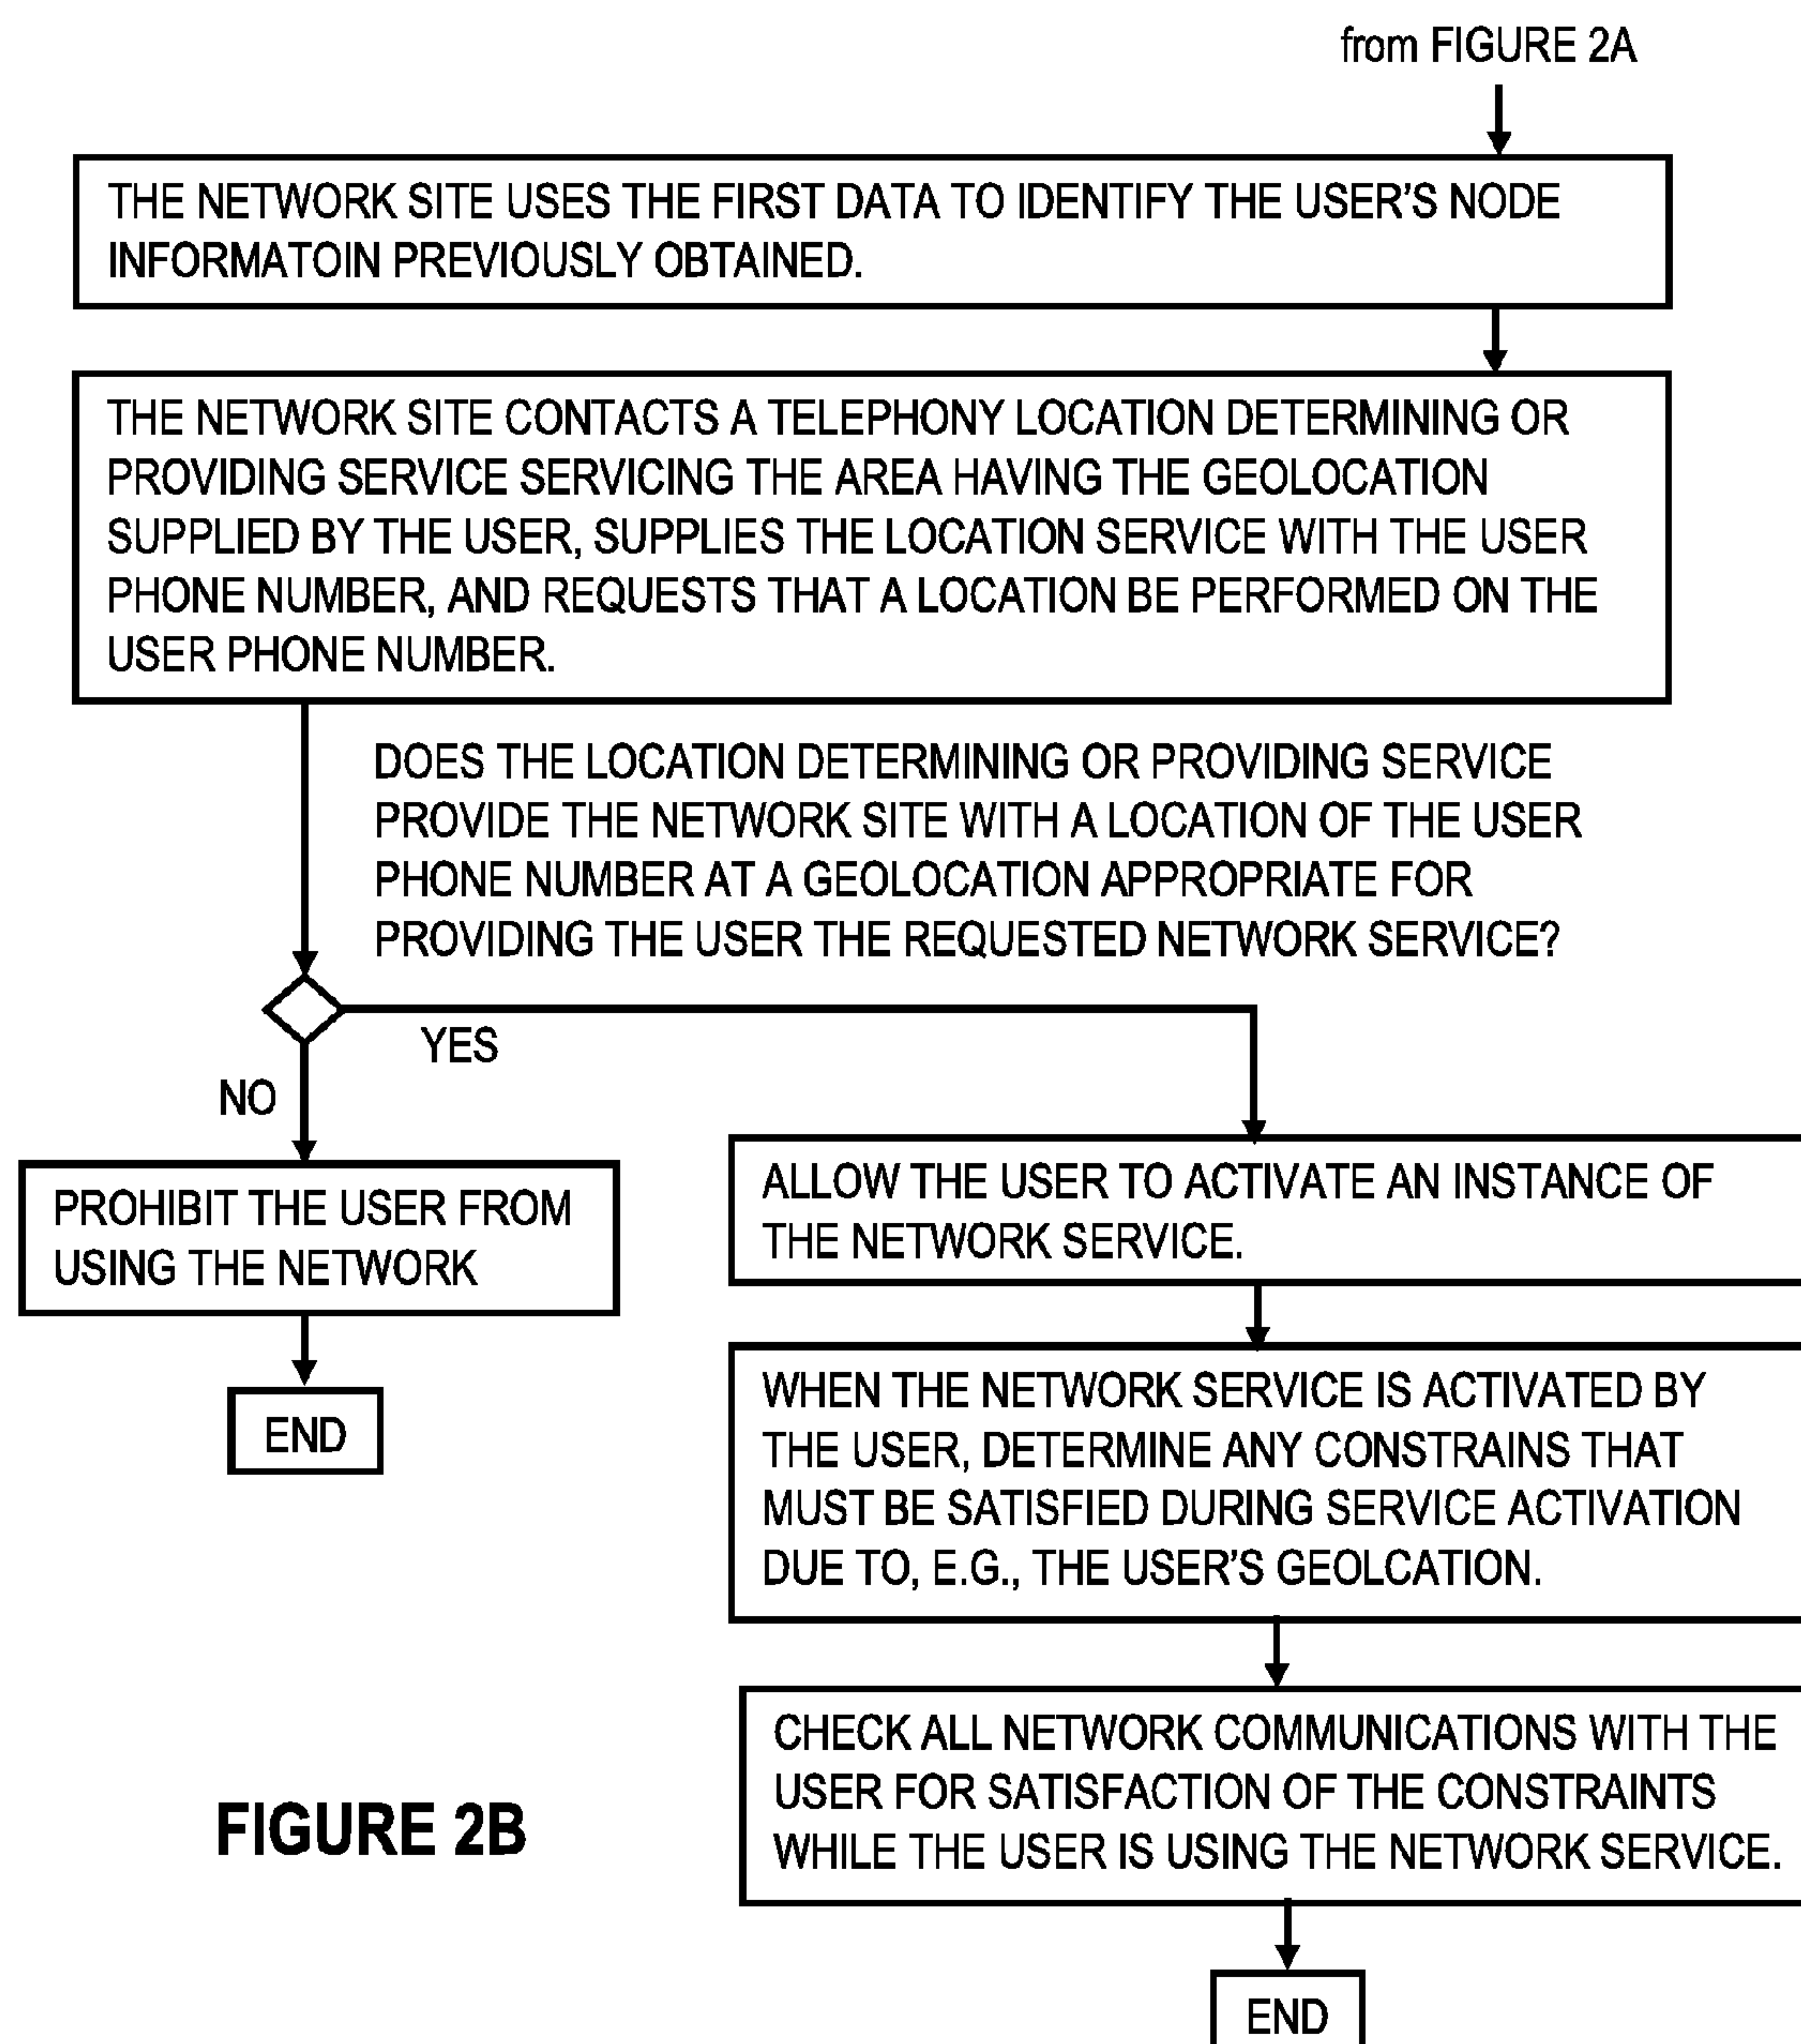 from FIGURE 2A
THE NETWORK SITE USES THE FIRST DATA TO IDENTIFY THE USER'S NODE
INFORMATOIN PREVIOUSLY OBTAINED.
THE NETWORK SITE CONTACTS A TELEPHONY LOCATION DETERMINING OR
PROVIDING SERVICE SERVICING THE AREA HAVING THE GEOLOCATION
SUPPLIED BY THE USER, SUPPLIES THE LOCATION SERVICE WITH THE USER
PHONE NUMBER, AND REQUESTS THAT A LOCATION BE PERFORMED ON THE
USER PHONE NUMBER.
DOES THE LOCATION DETERMINING OR PROVIDING SERVICE
PROVIDE THE NETWORK SITE WITH A LOCATION OF THE USER
PHONE NUMBER AT A GEOLOCATION APPROPRIATE FOR
PROVIDING THE USER THE REQUESTED NETWORK SERVICE?
YES
NO
PROHIBIT THE USER FROM
USING THE NETWORK
END
ALLOW THE USER TO ACTIVATE AN INSTANCE OF
THE NETWORK SERVICE.
WHEN THE NETWORK SERVICE IS ACTIVATED BY
THE USER, DETERMINE ANY CONSTRAINS THAT
MUST BE SATISFIED DURING SERVICE ACTIVATION
DUE TO, E.G., THE USER'S GEOLCATION.
CHECK ALL NETWORK COMMUNICATIONS WITH THE
USER FOR SATISFACTION OF THE CONSTRAINTS
WHILE THE USER IS USING THE NETWORK SERVICE.
END
FIGURE 2B